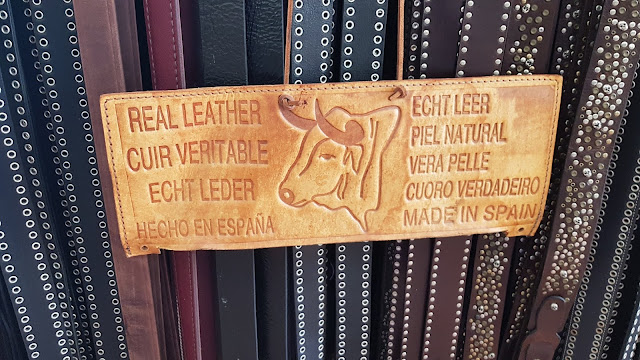 REAL LEATHER
CUIR VERITABLE
ECHT LEDER
HECHO EN ESPAÑA
ECHT LEER
PIEL NATURAL
VERA PELLE
CUORO VERDADEIRO
MADE IN SPAIN